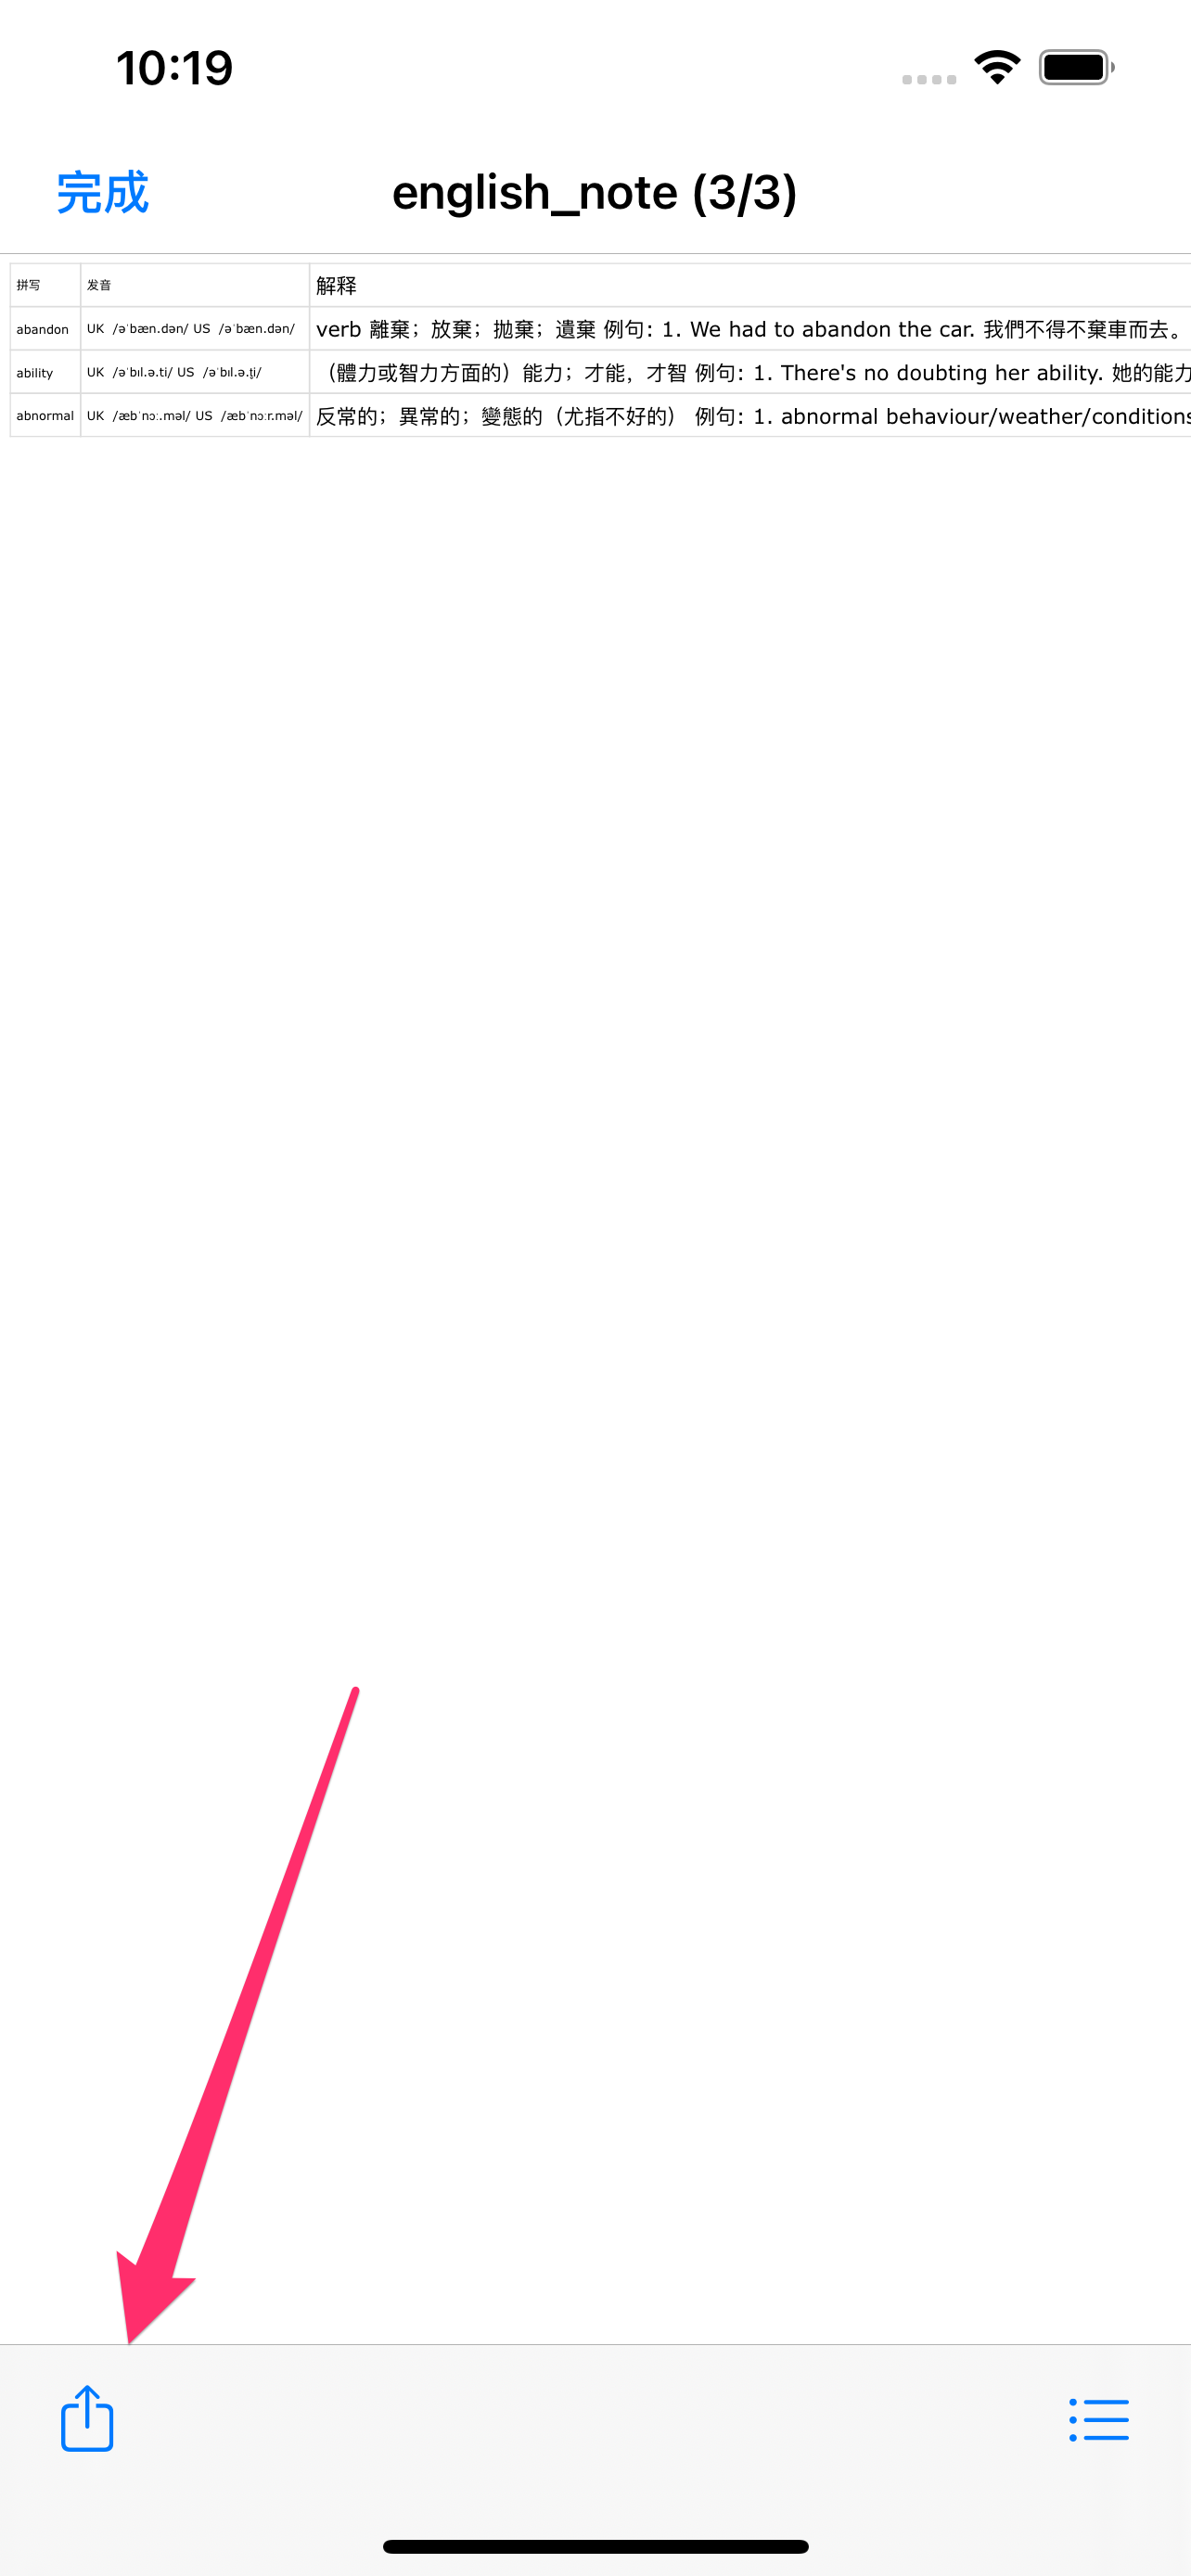 10:19
完成 english_note (3/3)
拼写 发音 解释
abandon UK /əˈbæn.dən/ US /əˈbæn.dən/ verb 離棄；放棄；拋棄；遺棄 例句: 1. We had to abandon the car. 我們不得不棄車而去。
ability UK /əˈbɪl.ə.ti/ US /əˈbɪl.ə.t̬i/ （體力或智力方面的）能力；才能，才智 例句: 1. There's no doubting her ability. 她的能力
abnormal UK /æbˈnɔː.məl/ US /æbˈnɔːr.məl/ 反常的；異常的；變態的（尤指不好的） 例句: 1. abnormal behaviour/weather/conditions